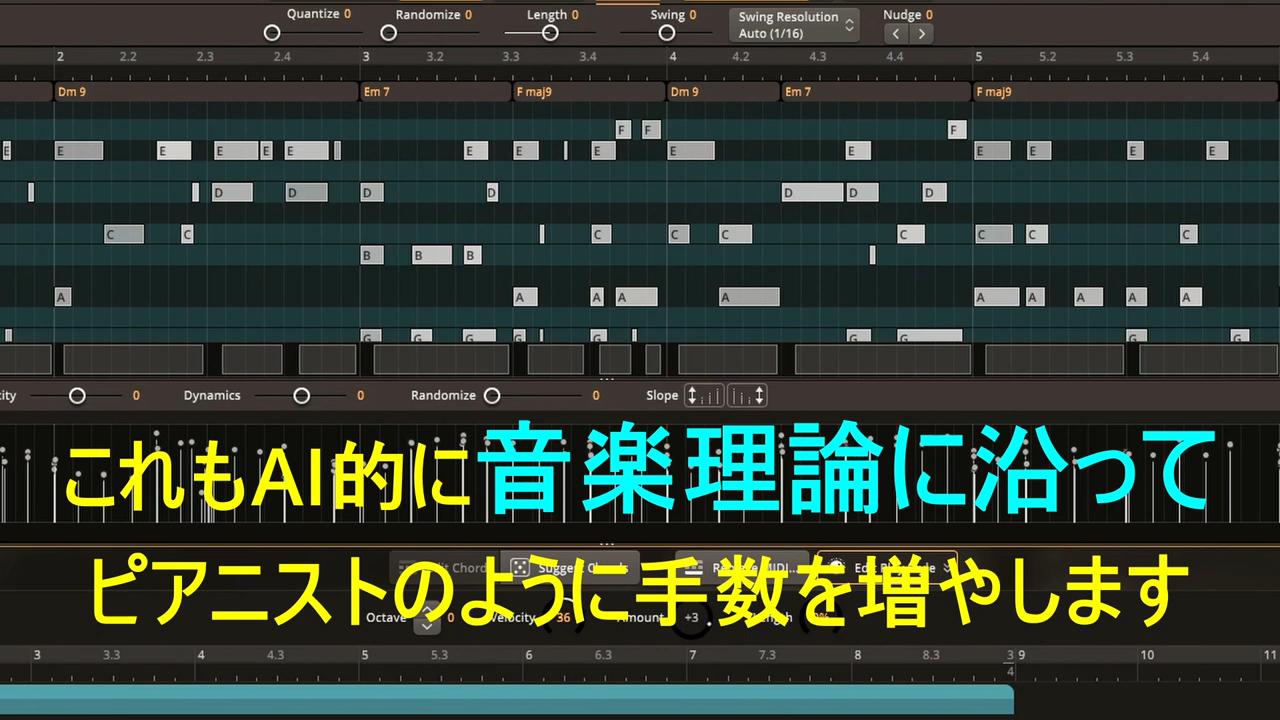 Quantize 0 Randomize 0 Length 0 Swing 0 Swing Resolution Nudge 0
Auto (1/16)
2 2.2 2.3 2.4 3 3.2 3.3 3.4 4 4.2 4.3 4.4 5 5.2 5.3 5.4
Dm 9 Em 7 F maj9 Dm 9 Em 7 F maj9
F F F
E E E E E E E E E E E E E E E
D D D D D D D
C C C C C C C C C
B B B
A A A A A A A A A A
G G G G G G G G G
city 0 Dynamics 0 Randomize 0 Slope
これもAI的に音楽理論に沿って
ピアニストのように手数を増やします
Octave 0 Velocity 36 Amount +3
3 3.3 4 4.3 5 5.3 6 6.3 7 7.3 8 8.3 3/4 9 10 11